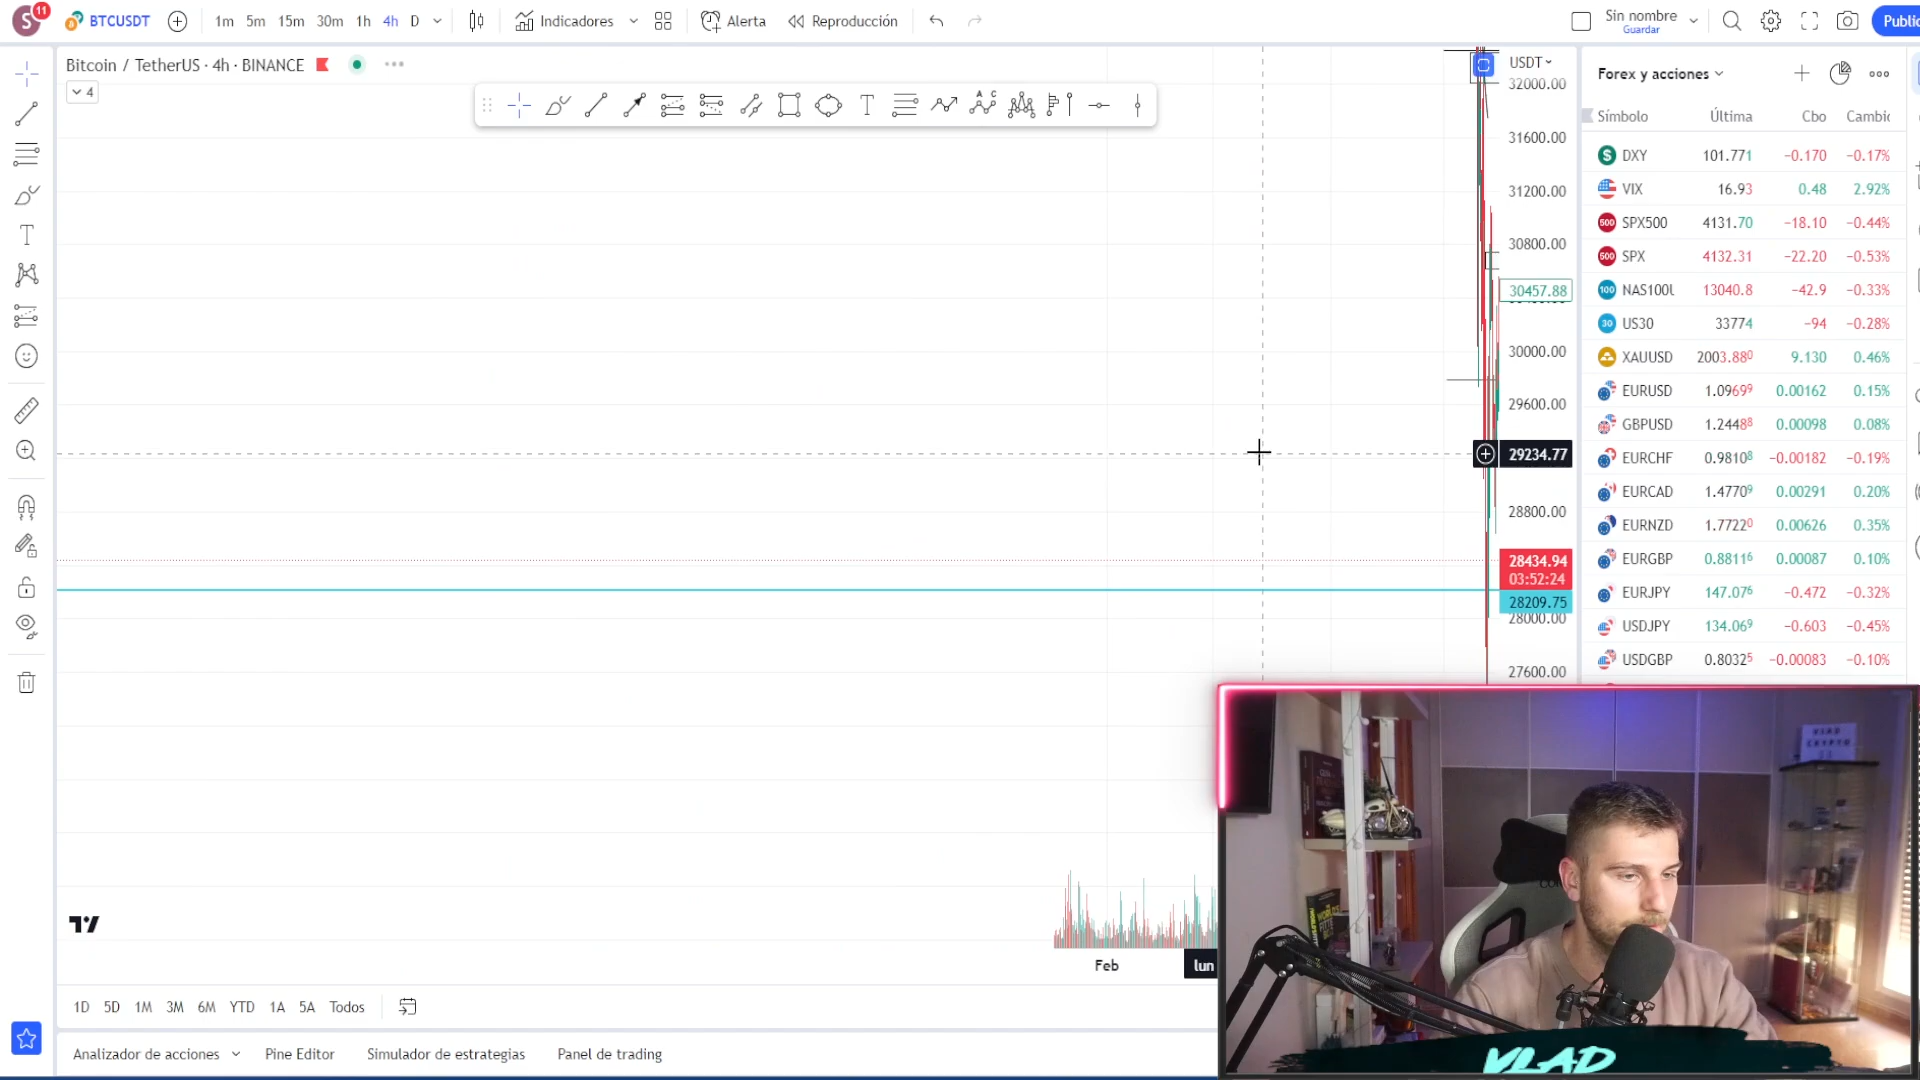 S 11 BTCUSDT 1m 5m 15m 30m 1h 4h D Indicadores Alerta Reproducción Sin nombre Guardar Public
Bitcoin / TetherUS · 4h · BINANCE
4
USDT
32000.00
31600.00
31200.00
30800.00
30457.88
30000.00
29600.00
29234.77
28800.00
28434.94
03:52:24
28209.75
28000.00
27600.00
Forex y acciones
Símbolo Última Cbo Cambio
DXY 101.771 −0.170 −0.17%
VIX 16.93 0.48 2.92%
SPX500 4131.70 −18.10 −0.44%
SPX 4132.31 −22.20 −0.53%
NAS100U 13040.8 −42.9 −0.33%
US30 33774 −94 −0.28%
XAUUSD 2003.880 9.130 0.46%
EURUSD 1.09699 0.00162 0.15%
GBPUSD 1.24488 0.00098 0.08%
EURCHF 0.98108 −0.00182 −0.19%
EURCAD 1.47709 0.00291 0.20%
EURNZD 1.77220 0.00626 0.35%
EURGBP 0.88116 0.00087 0.10%
EURJPY 147.076 −0.472 −0.32%
USDJPY 134.069 −0.603 −0.45%
USDGBP 0.80325 −0.00083 −0.10%
Feb lun
1D 5D 1M 3M 6M YTD 1A 5A Todos
Analizador de acciones Pine Editor Simulador de estrategias Panel de trading
VLAD
CRYPTO
VLAD